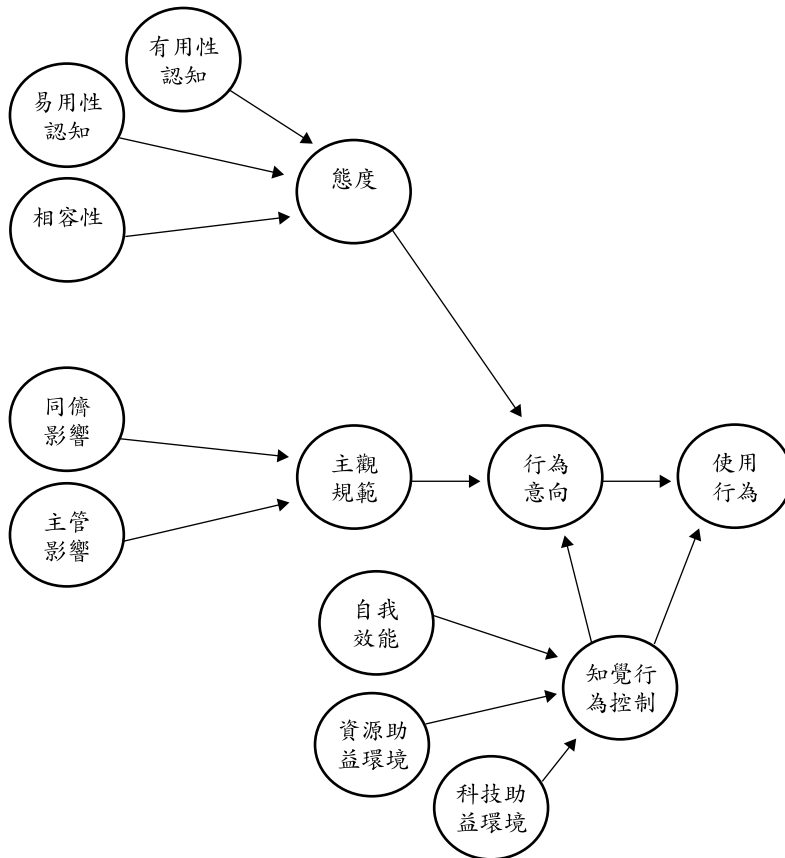 有用性
認知
易用性
認知
相容性
態度
同儕
影響
主管
影響
主觀
規範
行為
意向
使用
行為
自我
效能
知覺行
為控制
資源助
益環境
科技助
益環境